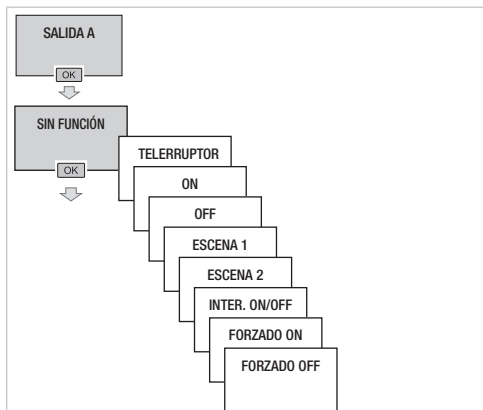 SALIDA A
OK
SIN FUNCIÓN
OK
TELERRUPTOR
ON
OFF
ESCENA 1
ESCENA 2
INTER. ON/OFF
FORZADO ON
FORZADO OFF